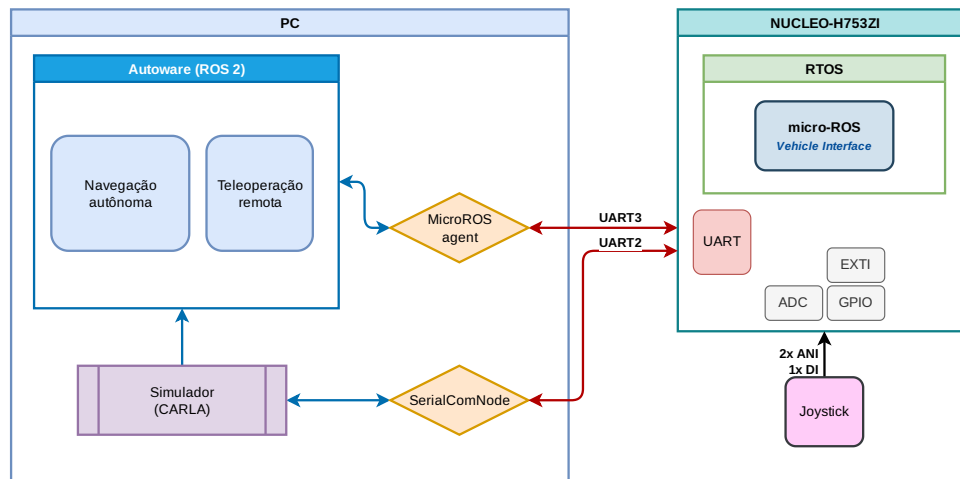 PC
Autoware (ROS 2)
Navegação
autônoma
Teleoperação
remota
MicroROS
agent
Simulador
(CARLA)
SerialComNode
UART3
UART2
NUCLEO-H753ZI
RTOS
micro-ROS
Vehicle Interface
UART
EXTI
ADC
GPIO
2x ANI
1x DI
Joystick